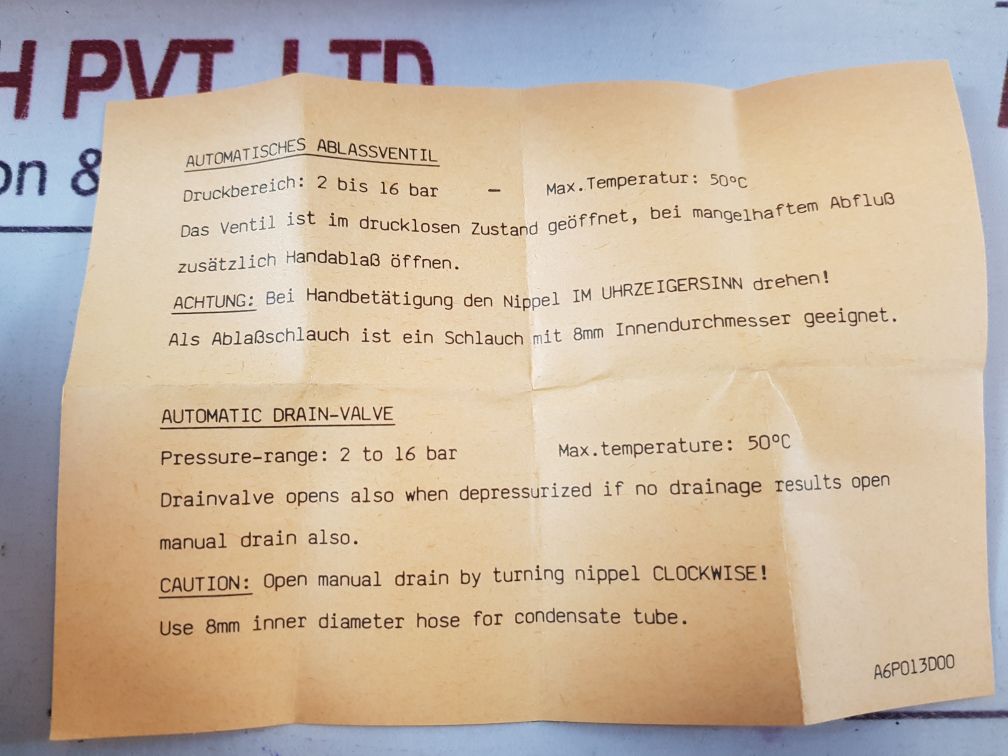 H PVT. LTD
on &
AUTOMATISCHES ABLASSVENTIL
Druckbereich: 2 bis 16 bar – Max.Temperatur: 50ºC
Das Ventil ist im drucklosen Zustand geöffnet, bei mangelhaftem Abfluß
zusätzlich Handablaß öffnen.
ACHTUNG: Bei Handbetätigung den Nippel IM UHRZEIGERSINN drehen!
Als Ablaßschlauch ist ein Schlauch mit 8mm Innendurchmesser geeignet.
AUTOMATIC DRAIN-VALVE
Pressure-range: 2 to 16 bar Max.temperature: 50ºC
Drainvalve opens also when depressurized if no drainage results open
manual drain also.
CAUTION: Open manual drain by turning nippel CLOCKWISE!
Use 8mm inner diameter hose for condensate tube.
A6P013D00